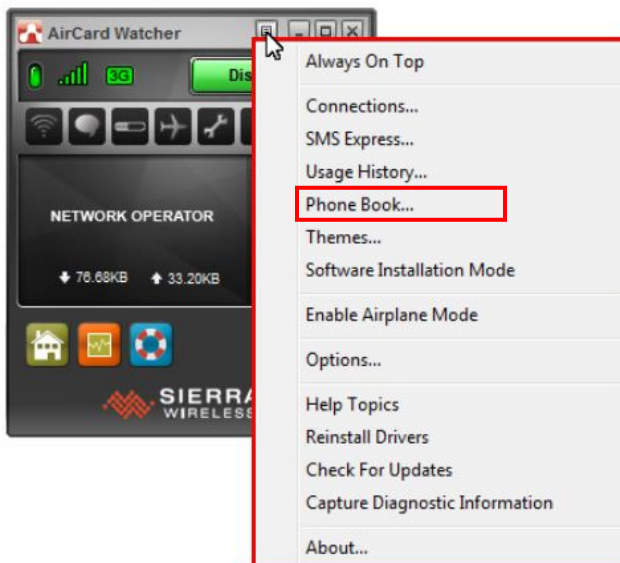 AirCard Watcher
3G
Dis
NETWORK OPERATOR
76.68KB 33.20KB
SIERRA
WIRELESS
Always On Top
Connections...
SMS Express...
Usage History...
Phone Book...
Themes...
Software Installation Mode
Enable Airplane Mode
Options...
Help Topics
Reinstall Drivers
Check For Updates
Capture Diagnostic Information
About...